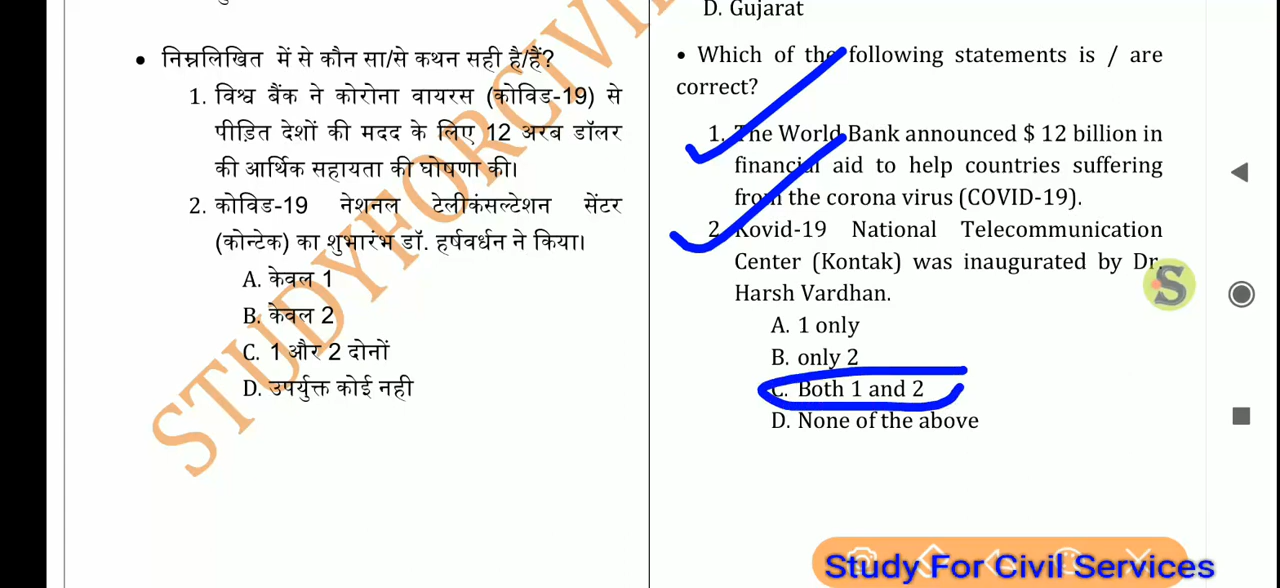 • निम्नलिखित में से कौन सा/से कथन सही है/हैं?
1. विश्व बैंक ने कोरोना वायरस (कोविड-19) से
पीड़ित देशों की मदद के लिए 12 अरब डॉलर
की आर्थिक सहायता की घोषणा की।
2. कोविड-19 नेशनल टेलीकंसल्टेशन सेंटर
(कोन्टेक) का शुभारंभ डॉ. हर्षवर्धन ने किया।
A. केवल 1
B. केवल 2
C. 1 और 2 दोनों
D. उपर्युक्त कोई नही
D. Gujarat
• Which of the following statements is / are
correct?
1. The World Bank announced $ 12 billion in
financial aid to help countries suffering
from the corona virus (COVID-19).
2. Kovid-19 National Telecommunication
Center (Kontak) was inaugurated by Dr.
Harsh Vardhan.
A. 1 only
B. only 2
C. Both 1 and 2
D. None of the above
STUDYFORCIVI
S
Study For Civil Services